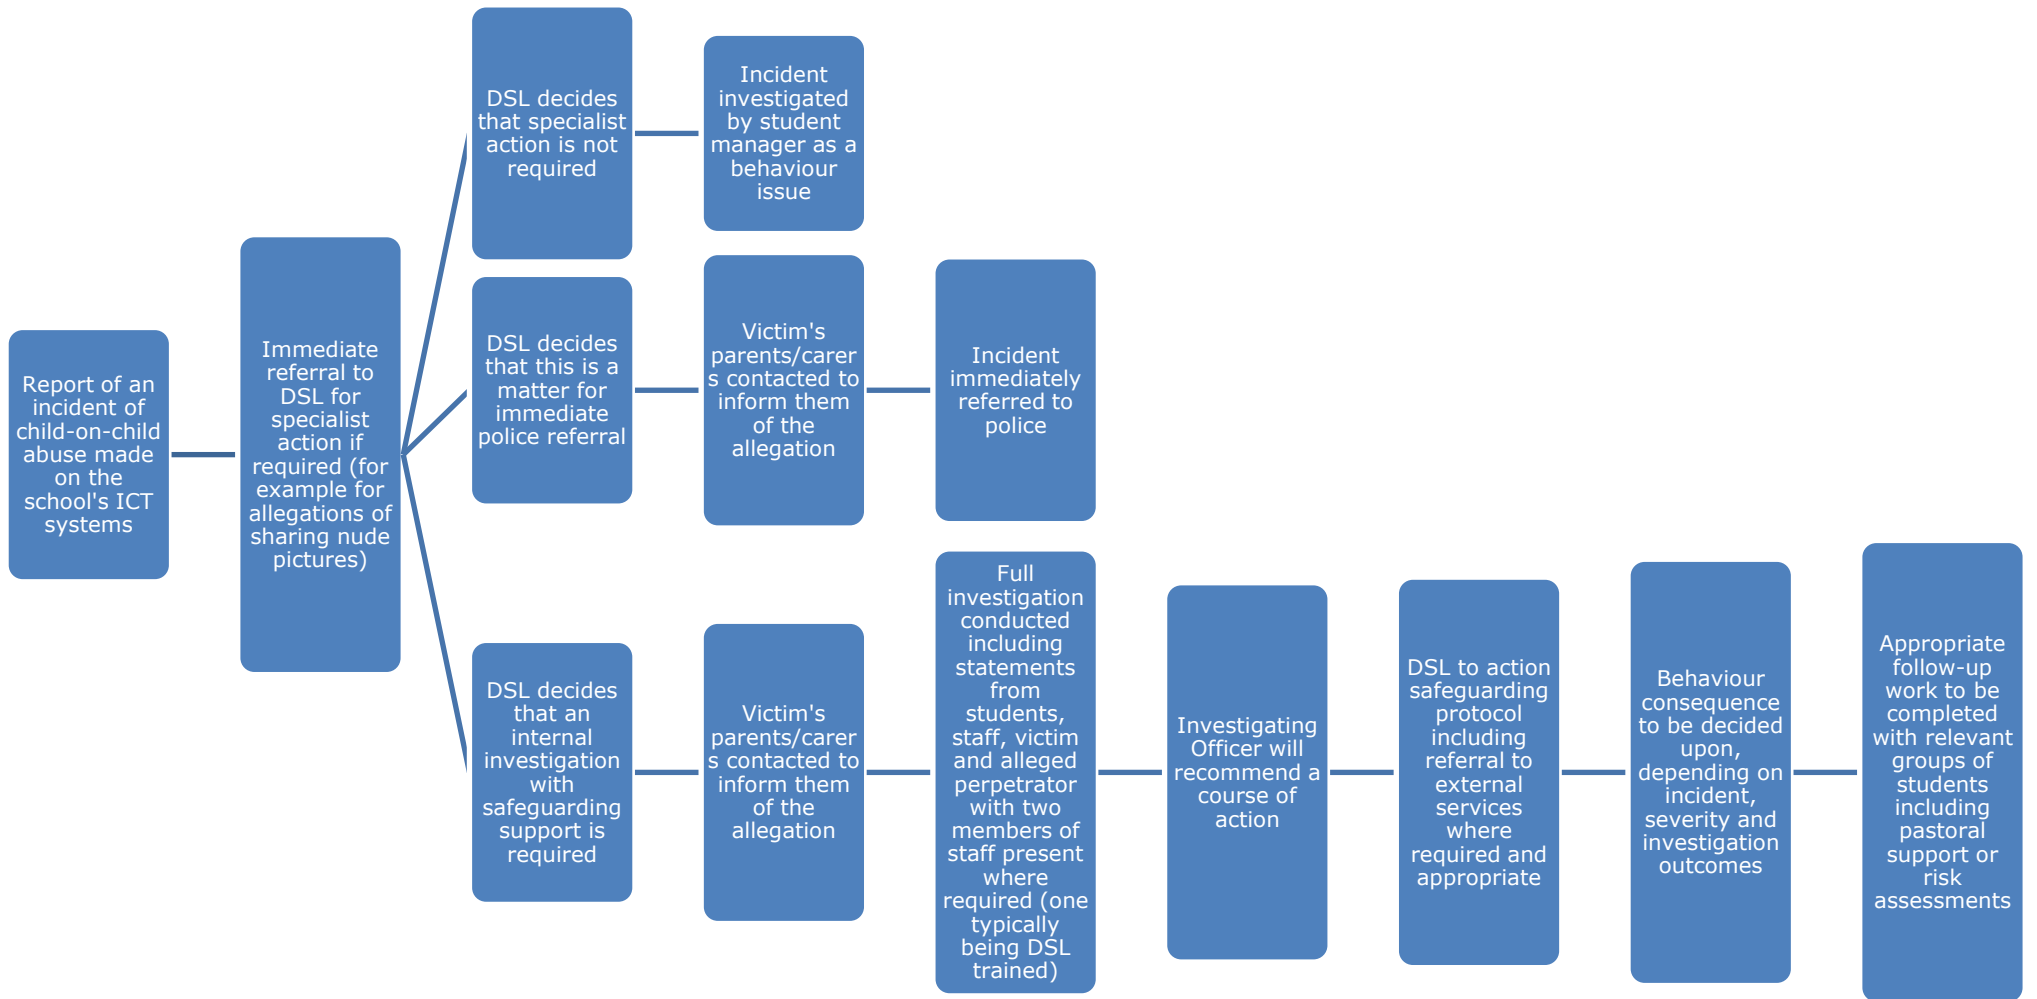 Report of an
incident of
child-on-child
abuse made
on the
school's ICT
systems
Immediate
referral to
DSL for
specialist
action if
required (for
example for
allegations of
sharing nude
pictures)
DSL decides
that specialist
action is not
required
Incident
investigated
by student
manager as a
behaviour
issue
DSL decides
that this is a
matter for
immediate
police referral
Victim's
parents/carer
s contacted to
inform them
of the
allegation
Incident
immediately
referred to
police
DSL decides
that an
internal
investigation
with
safeguarding
support is
required
Victim's
parents/carer
s contacted to
inform them
of the
allegation
Full
investigation
conducted
including
statements
from
students,
staff, victim
and alleged
perpetrator
with two
members of
staff present
where
required (one
typically
being DSL
trained)
Investigating
Officer will
recommend a
course of
action
DSL to action
safeguarding
protocol
including
referral to
external
services
where
required and
appropriate
Behaviour
consequence
to be decided
upon,
depending on
incident,
severity and
investigation
outcomes
Appropriate
follow-up
work to be
completed
with relevant
groups of
students
including
pastoral
support or
risk
assessments